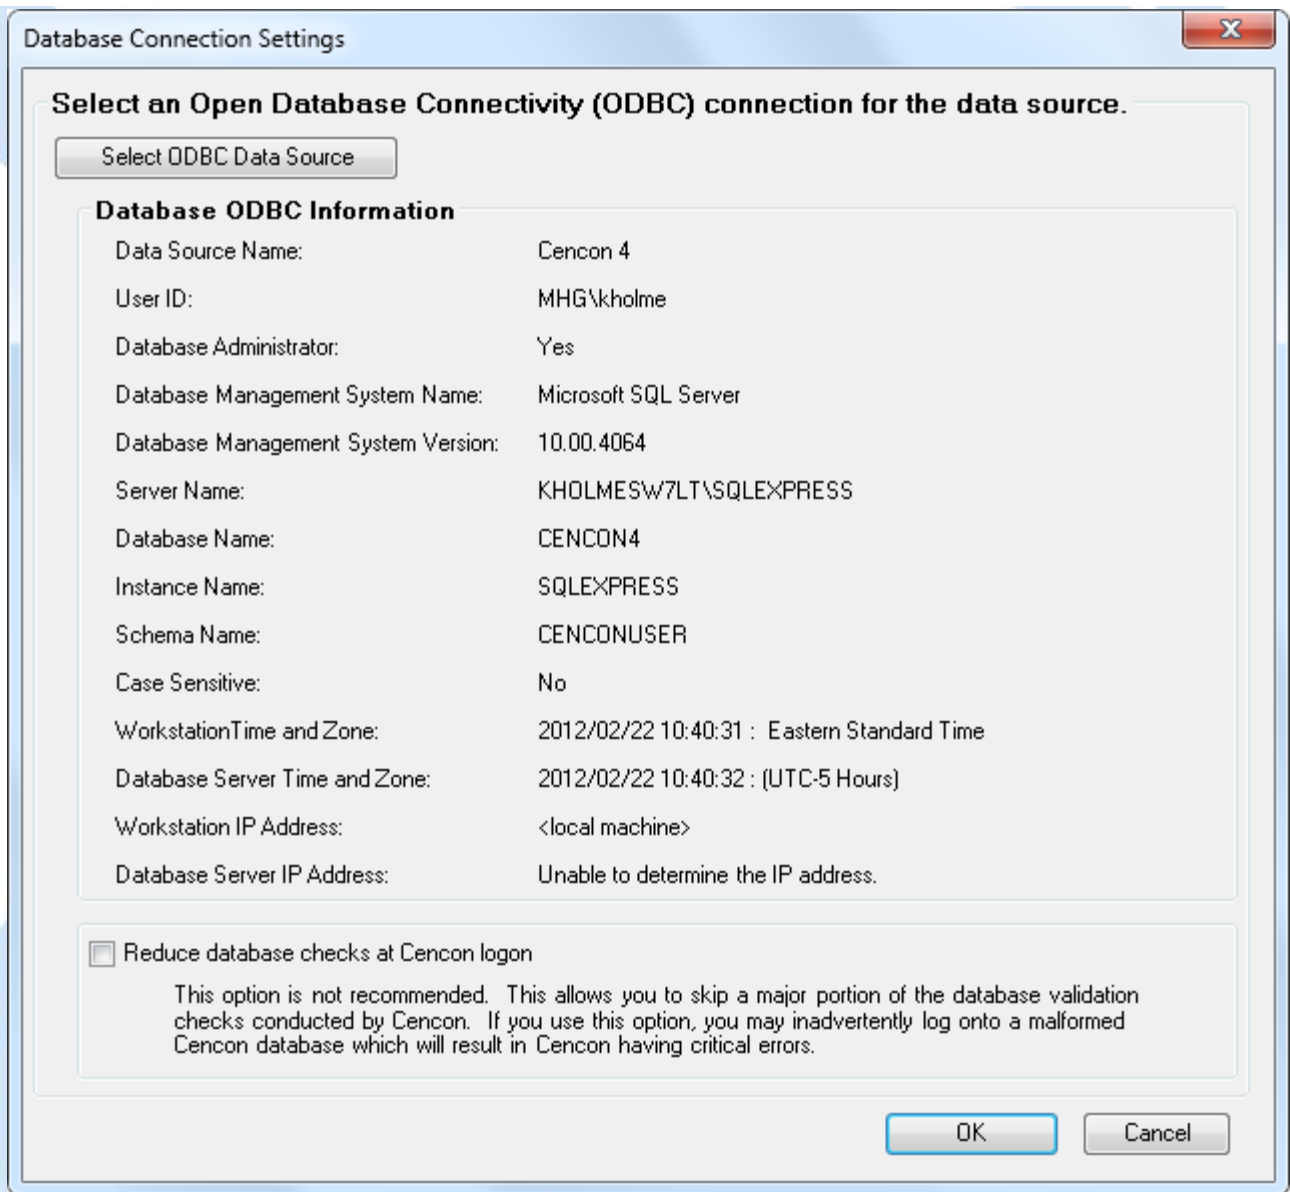 Database Connection Settings
X
Select an Open Database Connectivity (ODBC) connection for the data source.
Select ODBC Data Source
Database ODBC Information
Data Source Name: Cencon 4
User ID: MHG\kholme
Database Administrator: Yes
Database Management System Name: Microsoft SQL Server
Database Management System Version: 10.00.4064
Server Name: KHOLMESW7LT\SQLEXPRESS
Database Name: CENCON4
Instance Name: SQLEXPRESS
Schema Name: CENCONUSER
Case Sensitive: No
WorkstationTime and Zone: 2012/02/22 10:40:31 : Eastern Standard Time
Database Server Time and Zone: 2012/02/22 10:40:32 : (UTC-5 Hours)
Workstation IP Address: <local machine>
Database Server IP Address: Unable to determine the IP address.
Reduce database checks at Cencon logon
This option is not recommended. This allows you to skip a major portion of the database validation
checks conducted by Cencon. If you use this option, you may inadvertently log onto a malformed
Cencon database which will result in Cencon having critical errors.
OK Cancel